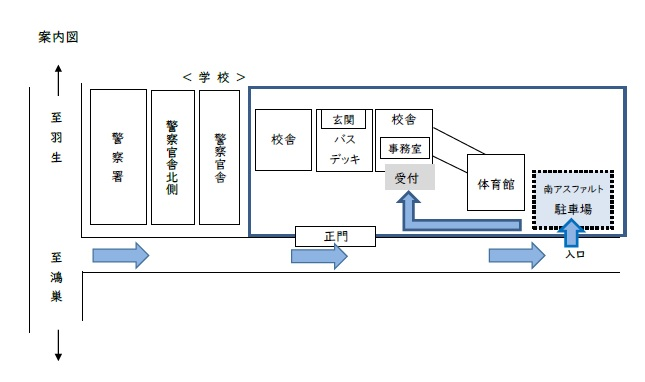 案内図
＜ 学 校 ＞
至羽生
至鴻巣
警察署
警察官舎北側
警察官舎
校舎
玄関
バス
デッキ
校舎
事務室
受付
体育館
南アスファルト
駐車場
正門
入口